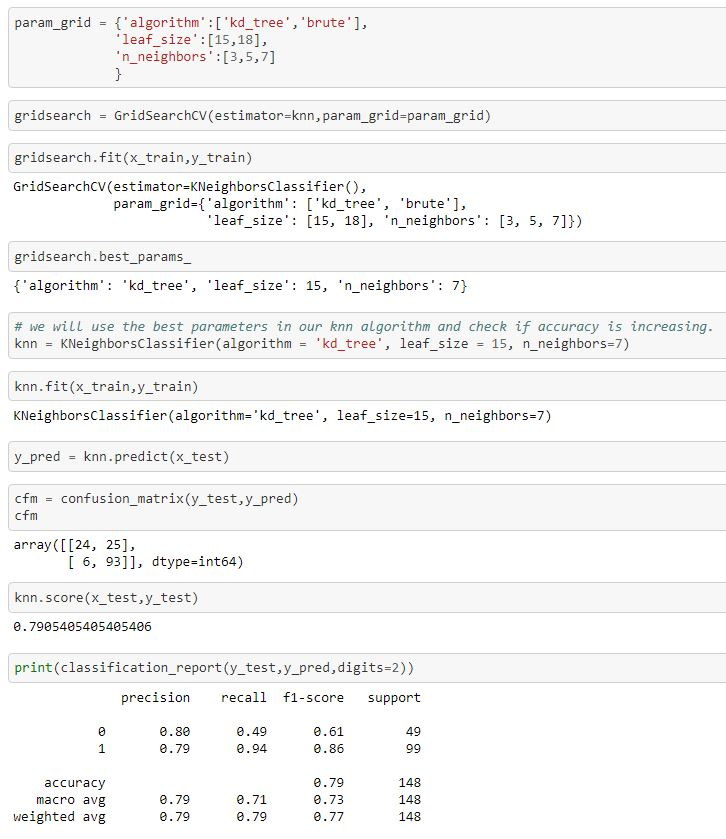 param_grid = {'algorithm':['kd_tree','brute'],
'leaf_size':[15,18],
'n_neighbors':[3,5,7]
}
gridsearch = GridSearchCV(estimator=knn,param_grid=param_grid)
gridsearch.fit(x_train,y_train)
GridSearchCV(estimator=KNeighborsClassifier(),
param_grid={'algorithm': ['kd_tree', 'brute'],
'leaf_size': [15, 18], 'n_neighbors': [3, 5, 7]})
gridsearch.best_params_
{'algorithm': 'kd_tree', 'leaf_size': 15, 'n_neighbors': 7}
# we will use the best parameters in our knn algorithm and check if accuracy is increasing.
knn = KNeighborsClassifier(algorithm = 'kd_tree', leaf_size = 15, n_neighbors=7)
knn.fit(x_train,y_train)
KNeighborsClassifier(algorithm='kd_tree', leaf_size=15, n_neighbors=7)
y_pred = knn.predict(x_test)
cfm = confusion_matrix(y_test,y_pred)
cfm
array([[24, 25],
[ 6, 93]], dtype=int64)
knn.score(x_test,y_test)
0.7905405405405406
print(classification_report(y_test,y_pred,digits=2))
precision recall f1-score support
0 0.80 0.49 0.61 49
1 0.79 0.94 0.86 99
accuracy 0.79 148
macro avg 0.79 0.71 0.73 148
weighted avg 0.79 0.79 0.77 148